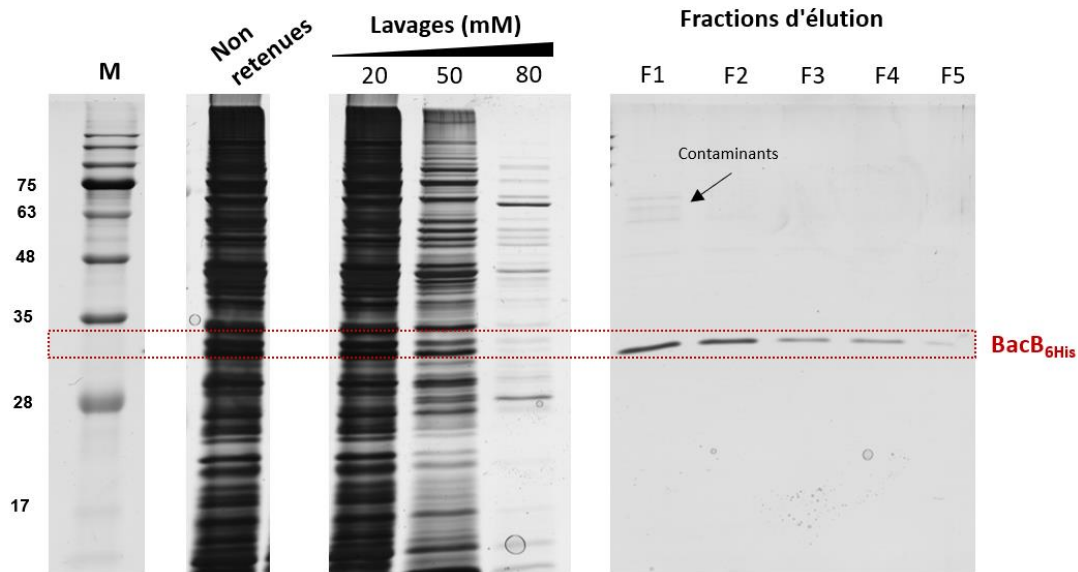 Fractions d'élution
Lavages (mM)
Non
retenues
M
20 50 80
F1 F2 F3 F4 F5
Contaminants
75
63
48
35
BacB6His
28
17